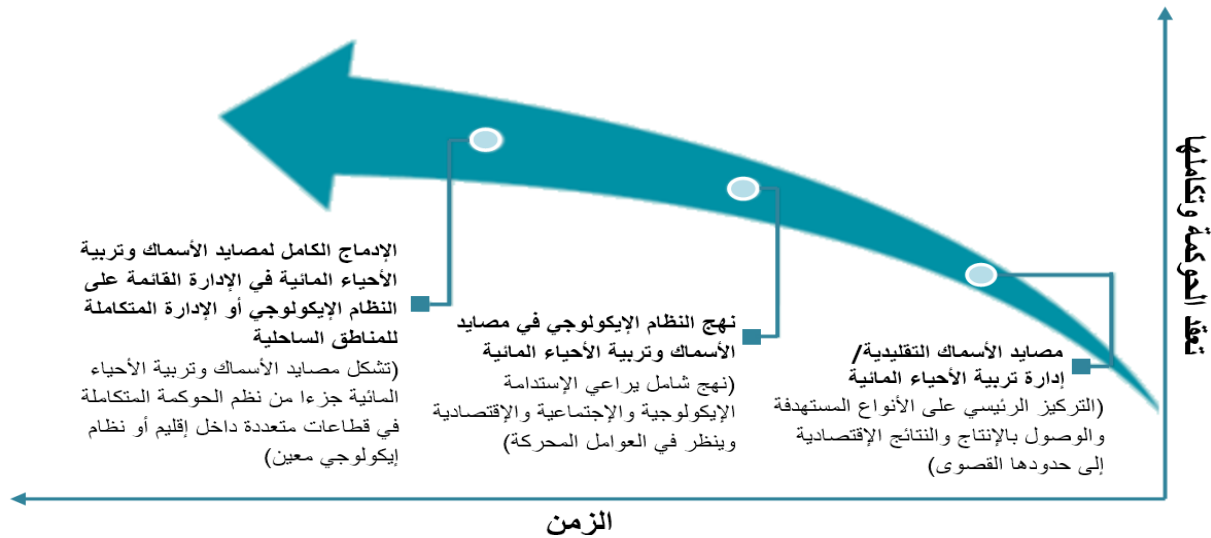 تعقد الحوكمة وتكاملها
مصايد الأسماك التقليدية/
إدارة تربية الأحياء المائية
(التركيز الرئيسي على الأنواع المستهدفة
والوصول بالإنتاج والنتائج الإقتصادية
إلى حدودها القصوى)
نهج النظام الإيكولوجي في مصايد
الأسماك وتربية الأحياء المائية
(نهج شامل يراعي الإستدامة
الإيكولوجية والإجتماعية والإقتصادية
وينظر في العوامل المحركة)
الإدماج الكامل لمصايد الأسماك وتربية
الأحياء المائية في الإدارة القائمة على
النظام الإيكولوجي أو الإدارة المتكاملة
للمناطق الساحلية
(تشكل مصايد الأسماك وتربية الأحياء
المائية جزءا من نظم الحوكمة المتكاملة
في قطاعات متعددة داخل إقليم أو نظام
إيكولوجي معين)
الزمن